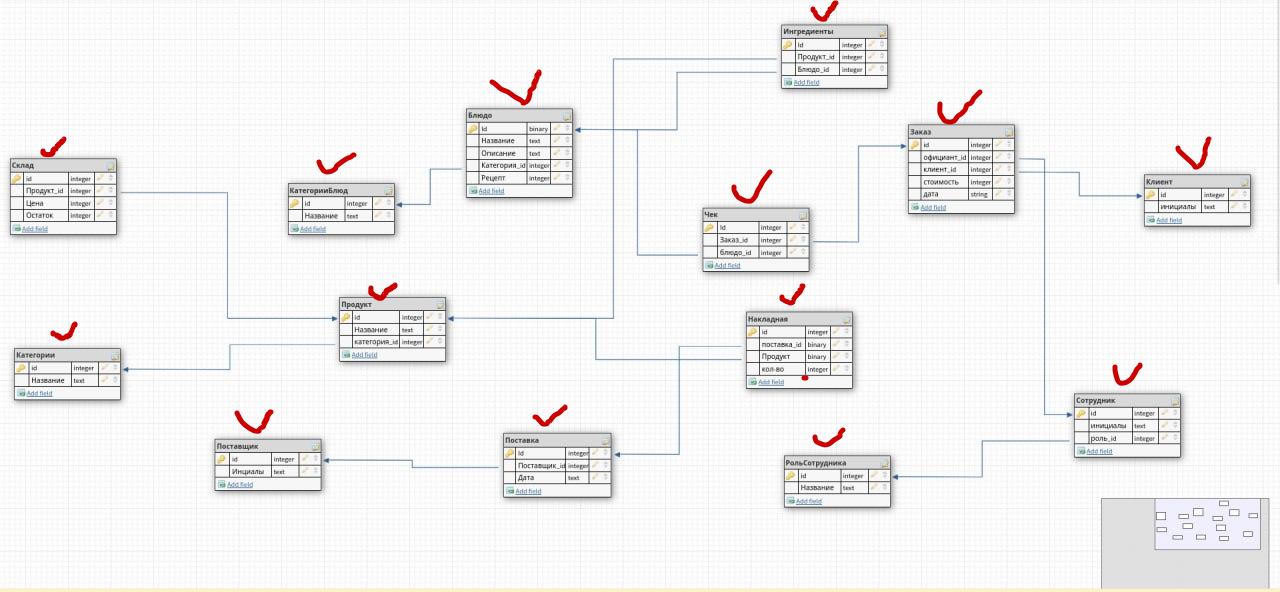 Ингредиенты
Id integer
Продукт_id integer
Блюдо_id integer
Add field
Блюдо
Id binary
Название text
Описание text
Категория_id integer
Рецепт integer
Add field
Заказ
id integer
официант_id integer
клиент_id integer
стоимость integer
дата string
Add field
Склад
id integer
Продукт_id integer
Цена integer
Остаток integer
Add field
КатегорииБлюд
id integer
Название text
Add field
Клиент
id integer
инициалы text
Add field
Чек
Id integer
Заказ_id integer
блюдо_id integer
Add field
Продукт
id integer
Название text
категория_id integer
Add field
Накладная
id integer
поставка_id binary
Продукт binary
кол-во integer
Add field
Категории
id integer
Название text
Add field
Сотрудник
id integer
инициалы text
роль_id integer
Add field
Поставщик
id integer
Инциалы text
Add field
Поставка
Id integer
Поставщик_id integer
Дата text
Add field
РольСотрудника
id integer
Название text
Add field